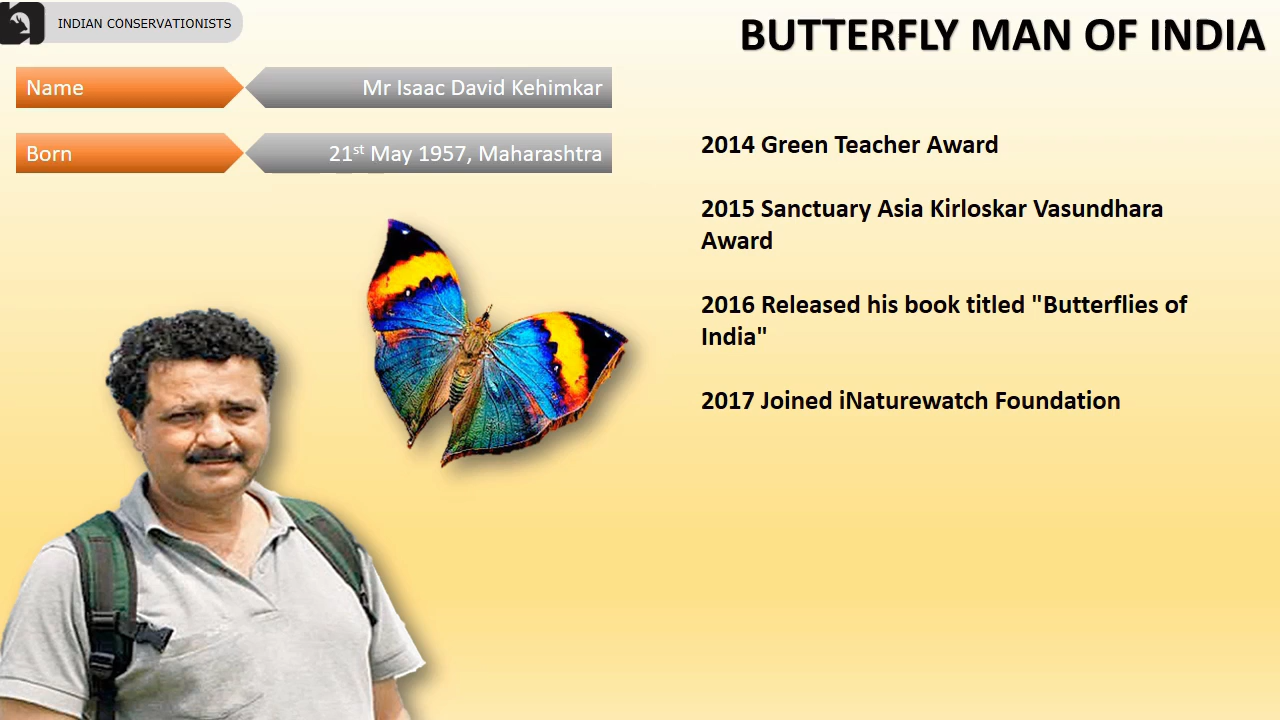 INDIAN CONSERVATIONISTS
BUTTERFLY MAN OF INDIA
Name
Mr Isaac David Kehimkar
Born
21st May 1957, Maharashtra
2014 Green Teacher Award
2015 Sanctuary Asia Kirloskar Vasundhara
Award
2016 Released his book titled "Butterflies of
India"
2017 Joined iNaturewatch Foundation